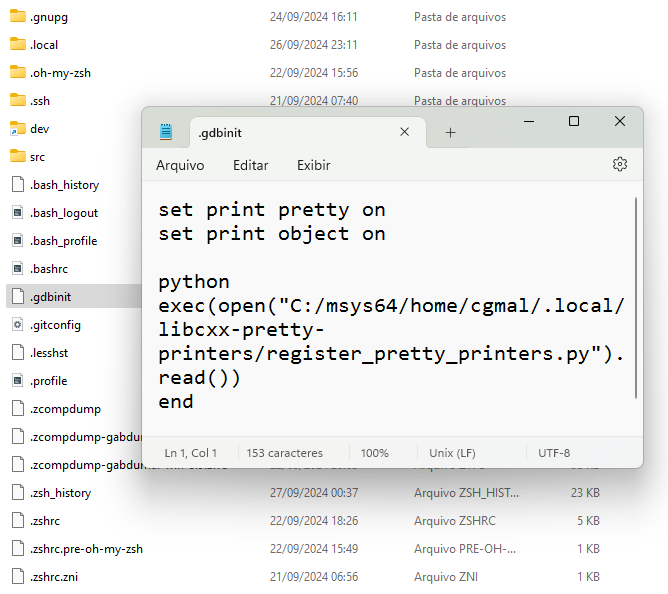 .gnupg 24/09/2024 16:11 Pasta de arquivos
.local 26/09/2024 23:11 Pasta de arquivos
.oh-my-zsh 22/09/2024 15:56 Pasta de arquivos
.ssh 21/09/2024 07:40 Pasta de arquivos
dev
src
.bash_history
.bash_logout
.bash_profile
.bashrc
.gdbinit
.gitconfig
.lesshst
.profile
.zcompdump
.zcompdump-gabdu
.zcompdump-gabdu
.zsh_history 27/09/2024 00:37 Arquivo ZSH_HIST... 23 KB
.zshrc 22/09/2024 18:26 Arquivo ZSHRC 5 KB
.zshrc.pre-oh-my-zsh 22/09/2024 15:49 Arquivo PRE-OH-... 1 KB
.zshrc.zni 21/09/2024 06:56 Arquivo ZNI 1 KB
.gdbinit
Arquivo Editar Exibir
set print pretty on
set print object on
python
exec(open("C:/msys64/home/cgmal/.local/
libcxx-pretty-
printers/register_pretty_printers.py").
read())
end
Ln 1, Col 1 153 caracteres 100% Unix (LF) UTF-8